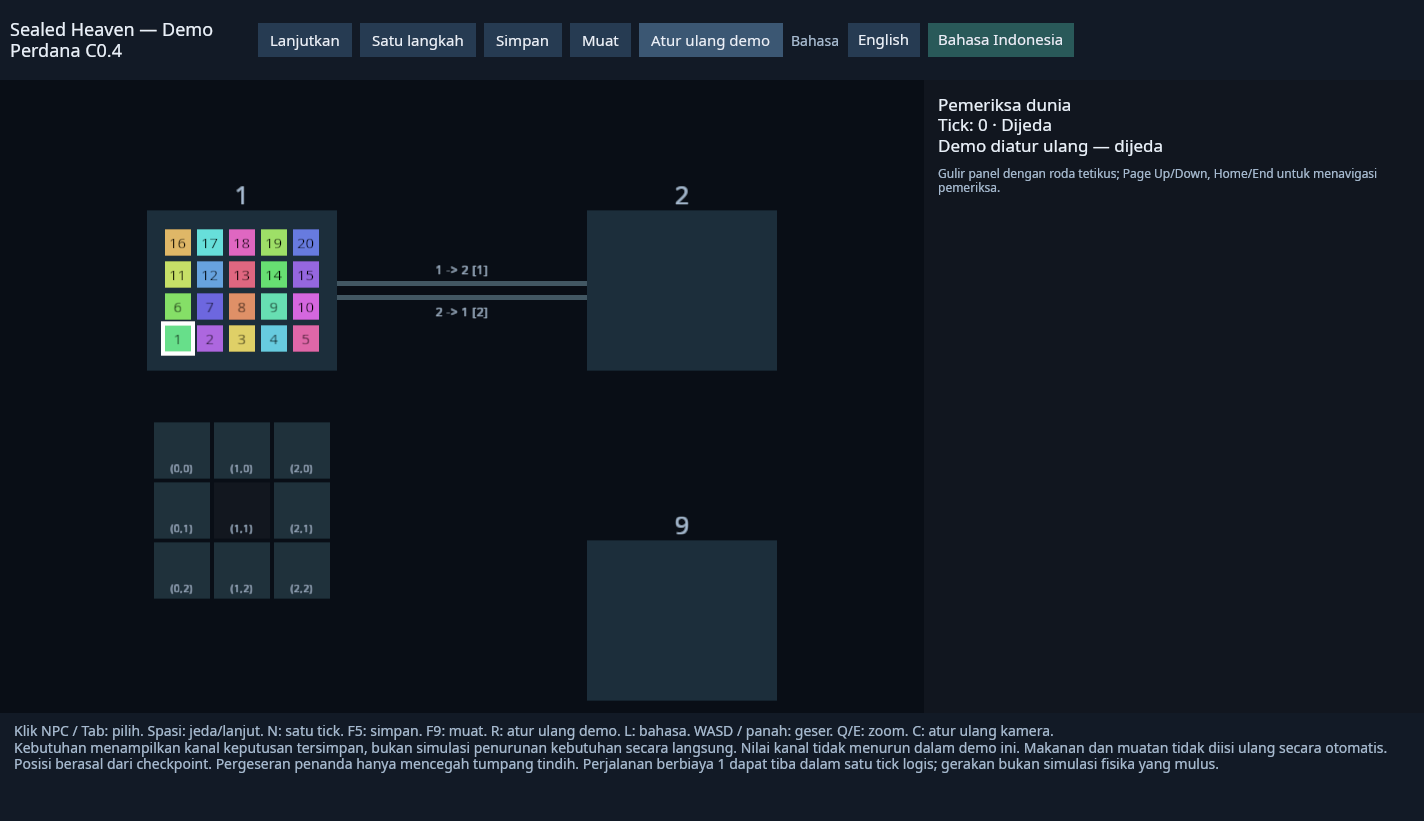 Sealed Heaven — Demo
Perdana C0.4
Lanjutkan
Satu langkah
Simpan
Muat
Atur ulang demo
Bahasa
English
Bahasa Indonesia
Pemeriksa dunia
Tick: 0 · Dijeda
Demo diatur ulang — dijeda
Gulir panel dengan roda tetikus; Page Up/Down, Home/End untuk menavigasi
pemeriksa.
1
2
16 17 18 19 20
11 12 13 14 15
6 7 8 9 10
1 2 3 4 5
1 -> 2 [1]
2 -> 1 [2]
(0,0) (1,0) (2,0)
(0,1) (1,1) (2,1)
(0,2) (1,2) (2,2)
9
Klik NPC / Tab: pilih. Spasi: jeda/lanjut. N: satu tick. F5: simpan. F9: muat. R: atur ulang demo. L: bahasa. WASD / panah: geser. Q/E: zoom. C: atur ulang kamera.
Kebutuhan menampilkan kanal keputusan tersimpan, bukan simulasi penurunan kebutuhan secara langsung. Nilai kanal tidak menurun dalam demo ini. Makanan dan muatan tidak diisi ulang secara otomatis.
Posisi berasal dari checkpoint. Pergeseran penanda hanya mencegah tumpang tindih. Perjalanan berbiaya 1 dapat tiba dalam satu tick logis; gerakan bukan simulasi fisika yang mulus.